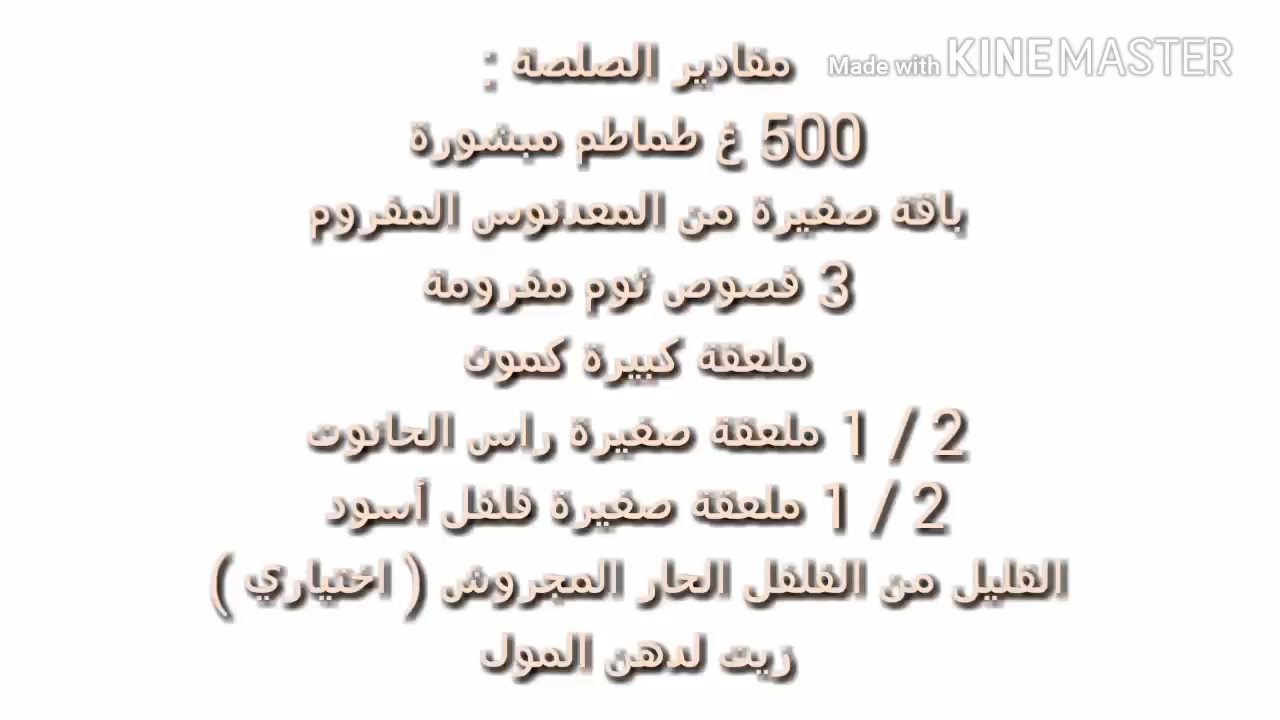 مقادير الصلصة :
Made with KINEMASTER
500 غ طماطم مبشورة
باقة صغيرة من المعدنوس المفروم
3 فصوص ثوم مفرومة
ملعقة كبيرة كمون
1 / 2 ملعقة صغيرة راس الحانوت
1 / 2 ملعقة صغيرة فلفل أسود
القليل من الفلفل الحار المجروش ( اختياري )
زيت لدهن المول